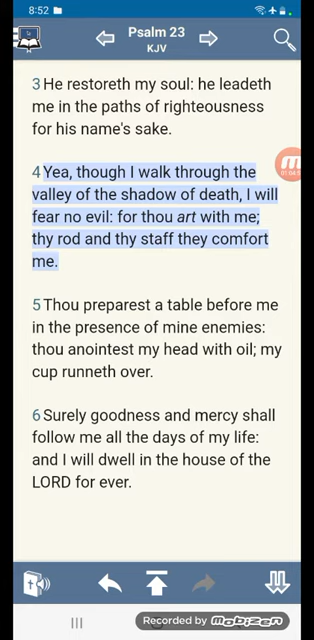 8:52
Psalm 23
KJV
3 He restoreth my soul: he leadeth
me in the paths of righteousness
for his name's sake.
4 Yea, though I walk through the
valley of the shadow of death, I will
fear no evil: for thou art with me;
thy rod and thy staff they comfort
me.
5 Thou preparest a table before me
in the presence of mine enemies:
thou anointest my head with oil; my
cup runneth over.
6 Surely goodness and mercy shall
follow me all the days of my life:
and I will dwell in the house of the
LORD for ever.
Recorded by mobizen